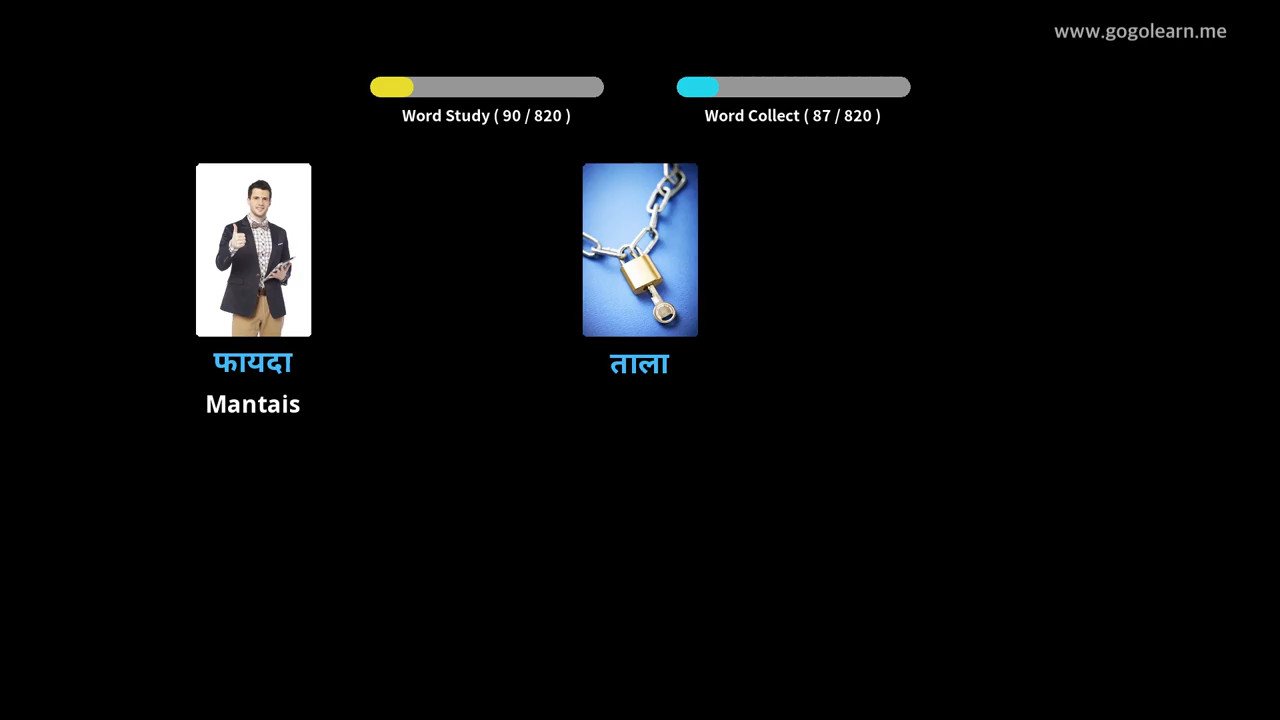 www.gogolearn.me
Word Study ( 90 / 820 )
Word Collect ( 87 / 820 )
फायदा
ताला
Mantais